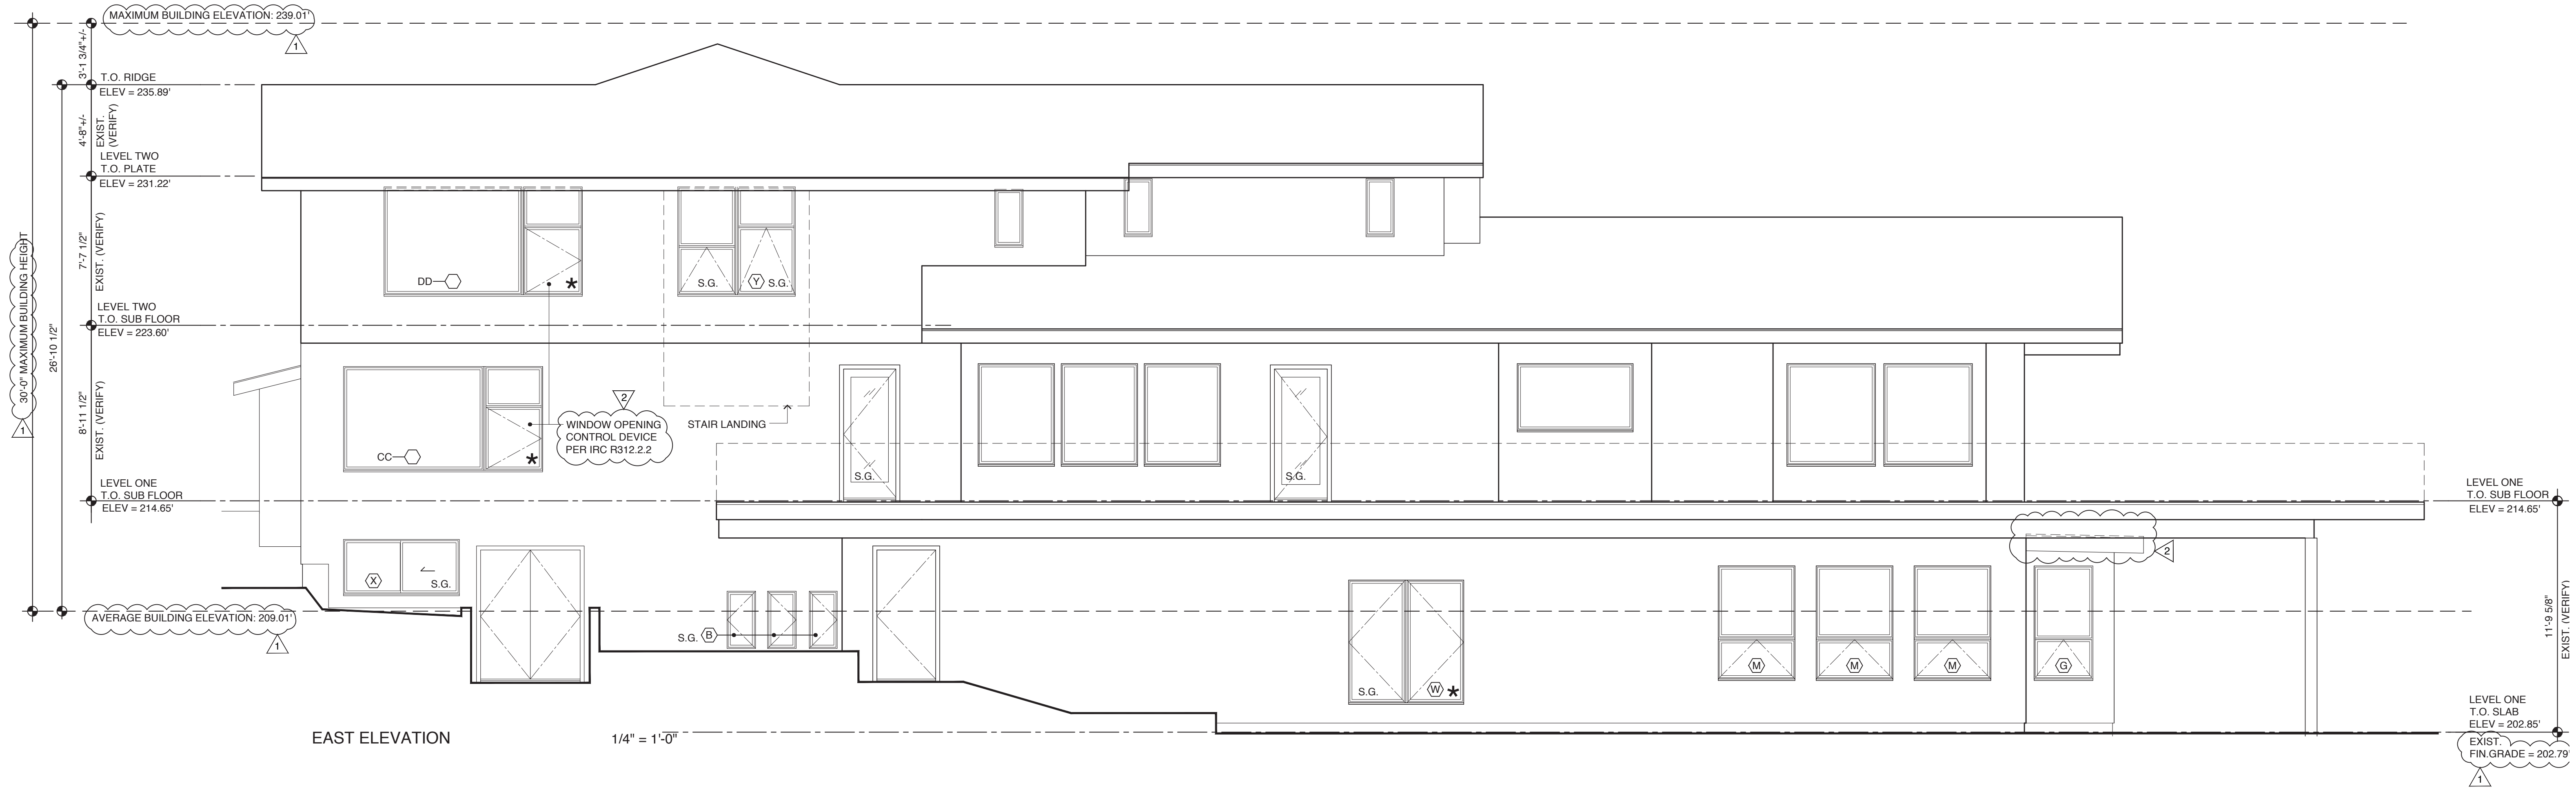 MAXIMUM BUILDING ELEVATION: 239.01'
1
3'-1 3/4"+/-
T.O. RIDGE
ELEV = 235.89'
4'-8"+/-
EXIST.
(VERIFY)
LEVEL TWO
T.O. PLATE
ELEV = 231.22'
7'-7 1/2"
EXIST. (VERIFY)
30'-0" MAXIMUM BUILDING HEIGHT
1
26'-10 1/2"
LEVEL TWO
T.O. SUB FLOOR
ELEV = 223.60'
8'-11 1/2"
EXIST. (VERIFY)
LEVEL ONE
T.O. SUB FLOOR
ELEV = 214.65'
AVERAGE BUILDING ELEVATION: 209.01'
1
DD
*
S.G.
Y
S.G.
CC
*
2
WINDOW OPENING
CONTROL DEVICE
PER IRC R312.2.2
STAIR LANDING
S.G.
S.G.
X
S.G.
S.G.
B
S.G.
W
*
M
M
M
G
2
LEVEL ONE
T.O. SUB FLOOR
ELEV = 214.65'
11'-9 5/8"
EXIST. (VERIFY)
LEVEL ONE
T.O. SLAB
ELEV = 202.85'
EXIST.
FIN.GRADE = 202.79'
1
EAST ELEVATION
1/4" = 1'-0"